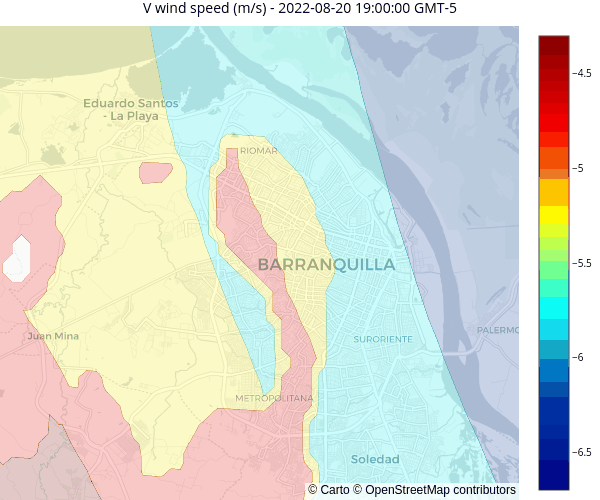 V wind speed (m/s) - 2022-08-20 19:00:00 GMT-5
−4.5
Eduardo Santos
- La Playa
RIOMAR
−5
BARRANQUILLA
−5.5
PALERMO
Juan Mina
SURORIENTE
−6
METROPOLITANA
−6.5
Soledad
© Carto © OpenStreetMap contributors